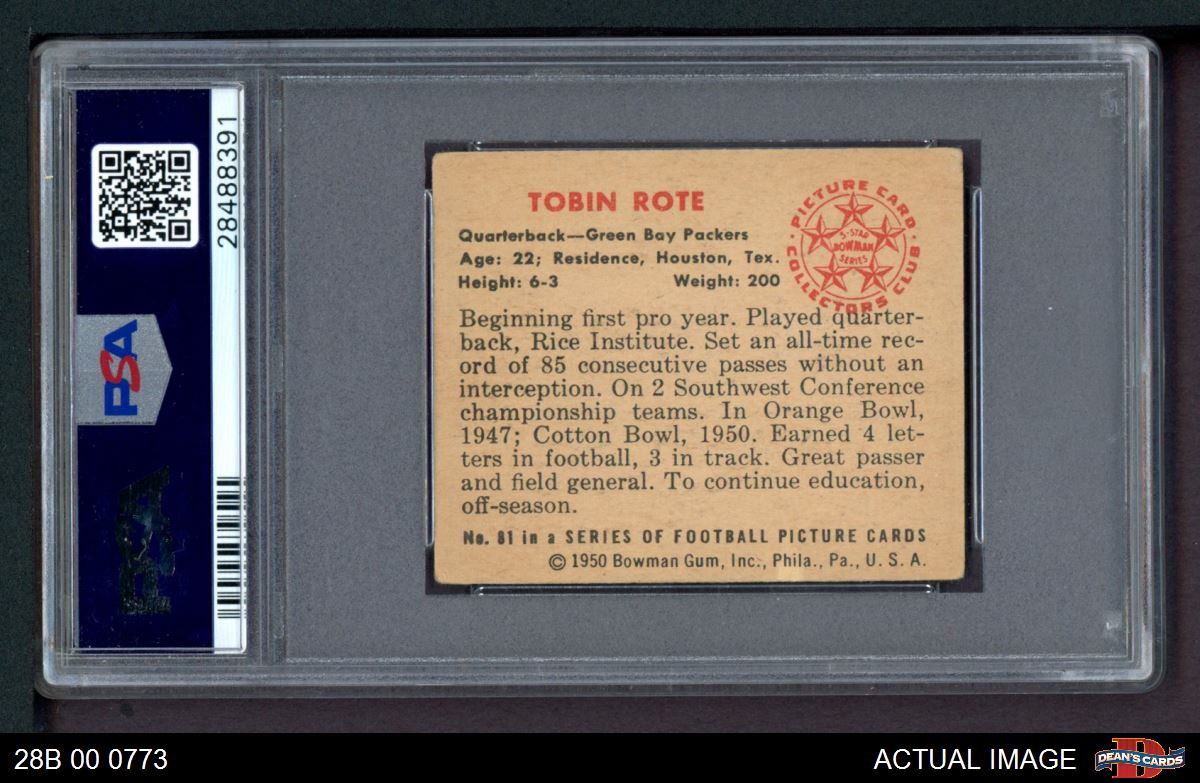 28488391
PSA
PSA
TOBIN ROTE
Quarterback—Green Bay Packers
Age: 22; Residence, Houston, Tex.
Height: 6-3 Weight: 200
PICTURE CARD
COLLECTORS CLUB
5-STAR
BOWMAN
SERIES
Beginning first pro year. Played quarter-
back, Rice Institute. Set an all-time rec-
ord of 85 consecutive passes without an
interception. On 2 Southwest Conference
championship teams. In Orange Bowl,
1947; Cotton Bowl, 1950. Earned 4 let-
ters in football, 3 in track. Great passer
and field general. To continue education,
off-season.
No. 81 in a SERIES OF FOOTBALL PICTURE CARDS
© 1950 Bowman Gum, Inc., Phila., Pa., U. S. A.
28B 00 0773
ACTUAL IMAGE
D
DEAN'S CARDS